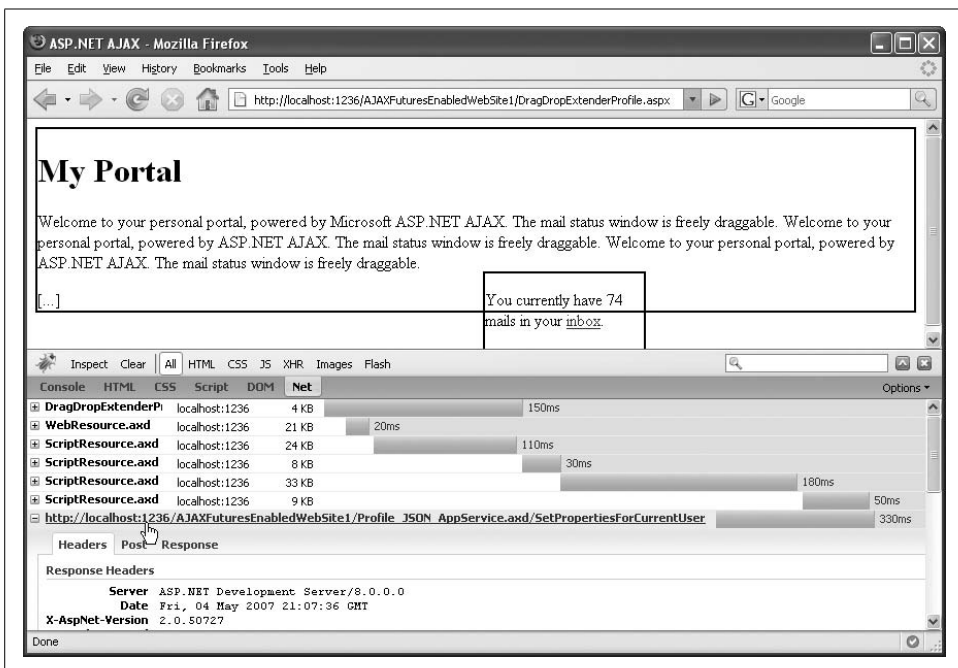 ASP.NET AJAX - Mozilla Firefox
File Edit View History Bookmarks Tools Help
http://localhost:1236/AJAXFuturesEnabledWebSite1/DragDropExtenderProfile.aspx G Google
My Portal
Welcome to your personal portal, powered by Microsoft ASP.NET AJAX. The mail status window is freely draggable. Welcome to your
personal portal, powered by ASP.NET AJAX. The mail status window is freely draggable. Welcome to your personal portal, powered by
ASP.NET AJAX. The mail status window is freely draggable.
[...]
You currently have 74
mails in your inbox.
Inspect Clear All HTML CSS JS XHR Images Flash
Console HTML CSS Script DOM Net Options
DragDropExtenderP localhost:1236 4 KB 150ms
WebResource.axd localhost:1236 21 KB 20ms
ScriptResource.axd localhost:1236 24 KB 110ms
ScriptResource.axd localhost:1236 8 KB 30ms
ScriptResource.axd localhost:1236 33 KB 180ms
ScriptResource.axd localhost:1236 9 KB 50ms
http://localhost:1236/AJAXFuturesEnabledWebSite1/Profile_JSON_AppService.axd/SetPropertiesForCurrentUser 330ms
Headers Post Response
Response Headers
Server ASP.NET Development Server/8.0.0.0
Date Fri, 04 May 2007 21:07:36 GMT
X-AspNet-Version 2.0.50727
Done